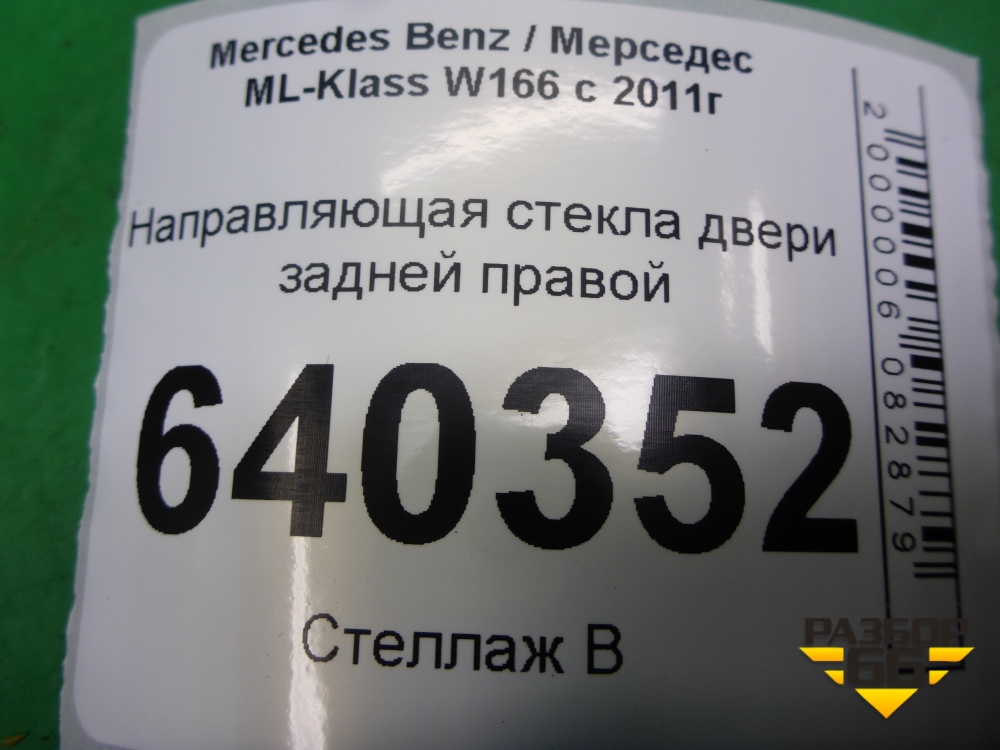 Mercedes Benz / Мерседес
ML-Klass W166 с 2011г
Направляющая стекла двери
задней правой
640352
Стеллаж В
2000006082879
РАЗБОР
66